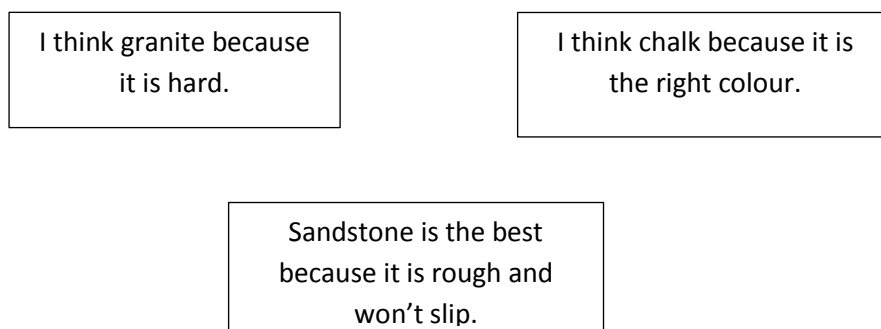 I think granite because
it is hard.
I think chalk because it is
the right colour.
Sandstone is the best
because it is rough and
won’t slip.